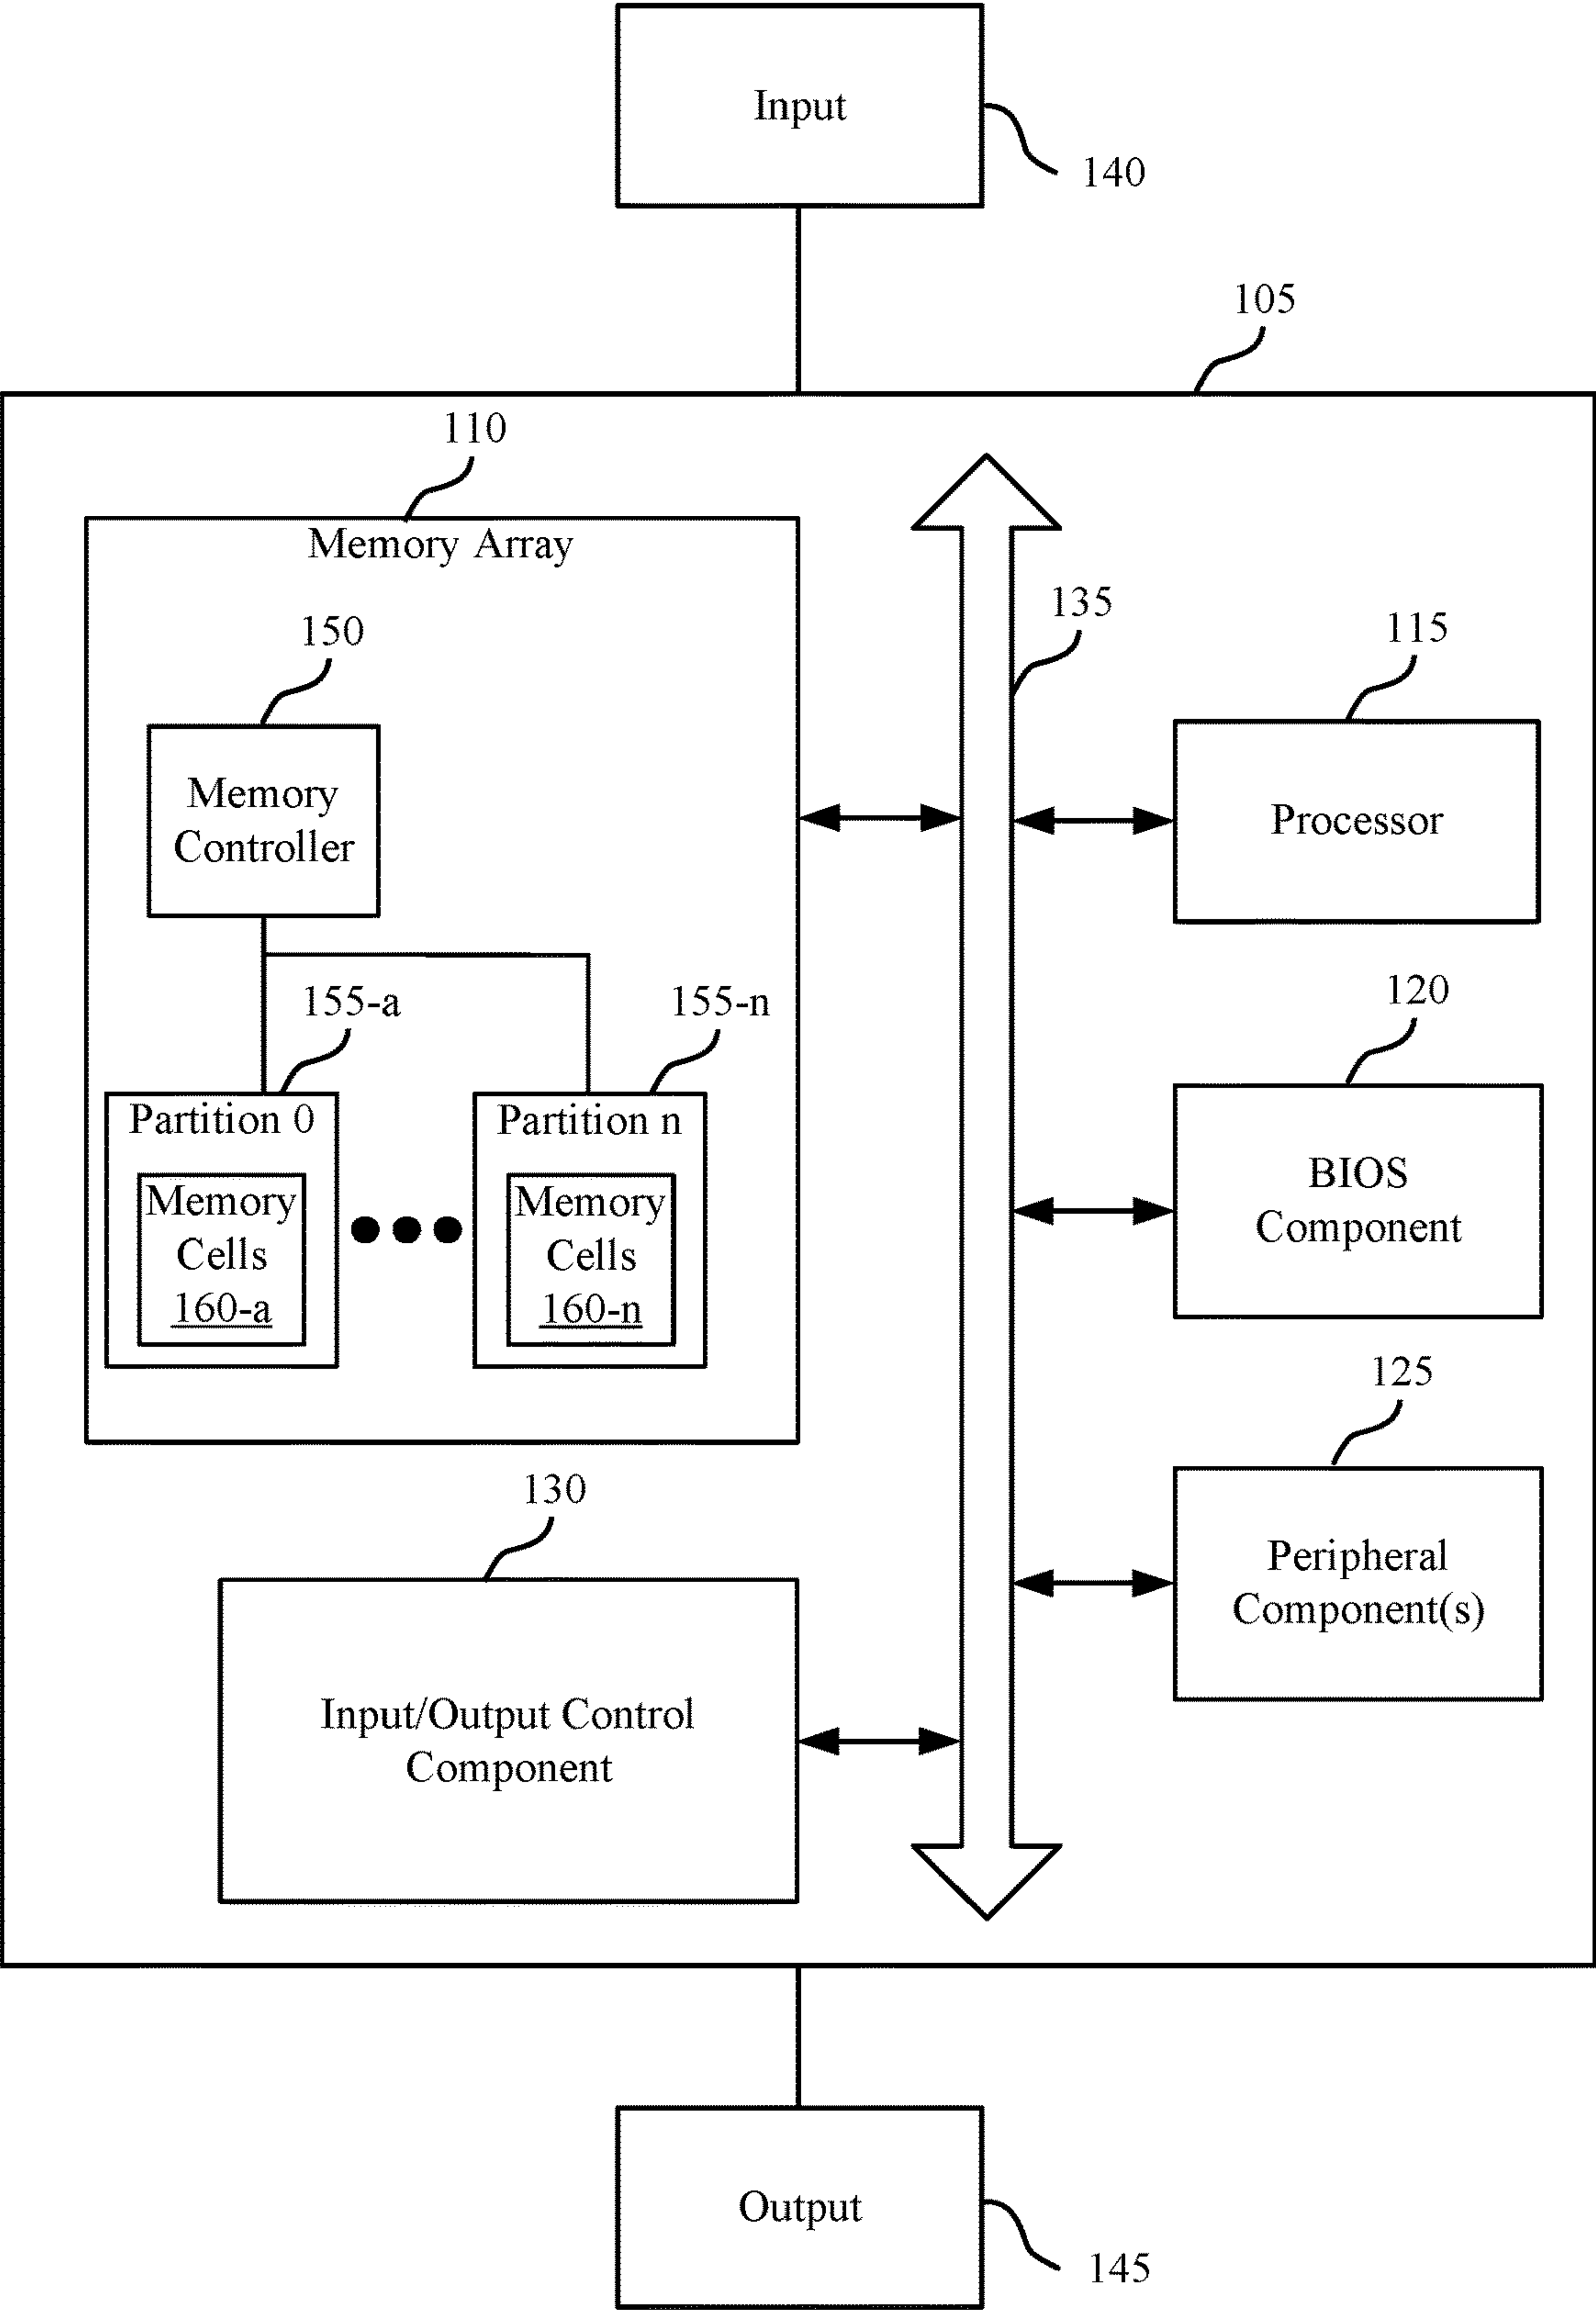 Input
140
105
110
Memory Array
135
150
115
Memory
Controller
Processor
155-a
155-n
120
Partition 0
Partition n
Memory
Cells
160-a
Memory
Cells
160-n
BIOS
Component
125
130
Peripheral
Component(s)
Input/Output Control
Component
Output
145